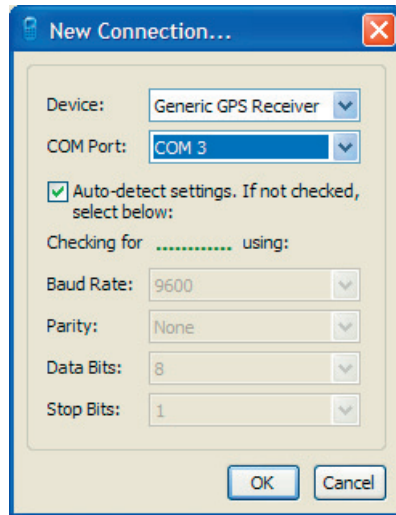 New Connection...
Device: Generic GPS Receiver
COM Port: COM 3
Auto-detect settings. If not checked,
select below:
Checking for ............ using:
Baud Rate: 9600
Parity: None
Data Bits: 8
Stop Bits: 1
OK Cancel